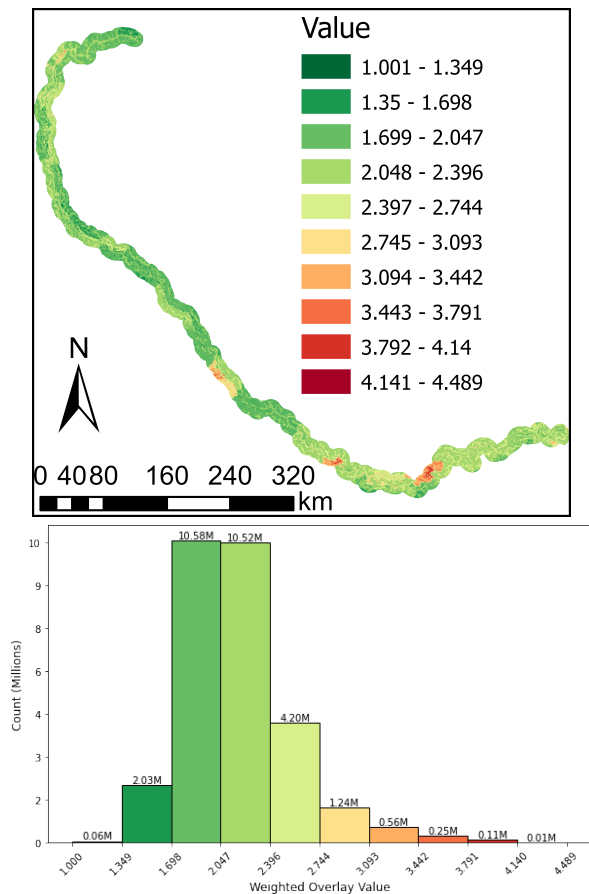 Value
1.001 - 1.349
1.35 - 1.698
1.699 - 2.047
2.048 - 2.396
2.397 - 2.744
2.745 - 3.093
3.094 - 3.442
3.443 - 3.791
3.792 - 4.14
4.141 - 4.489
N
0 40 80 160 240 320
km
10
9
8
6
4
3
2
0
Count (Millions)
0.06M
2.03M
10.58M
10.52M
4.20M
1.24M
0.56M
0.25M
0.11M
0.01M
1.000
1.349
1.698
2.047
2.396
2.744
3.093
3.442
3.791
4.140
4.489
Weighted Overlay Value